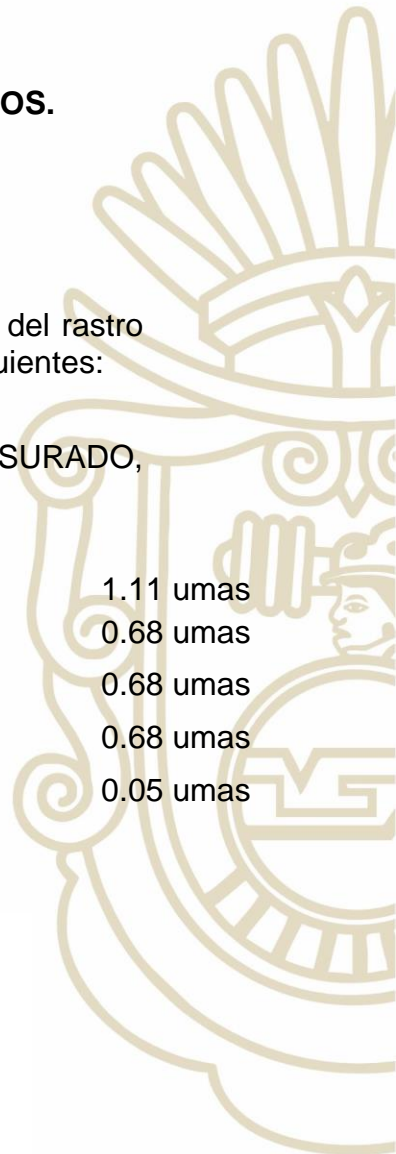 OS.
del rastro
uientes:
SURADO,
1.11 umas
0.68 umas
0.68 umas
0.68 umas
0.05 umas